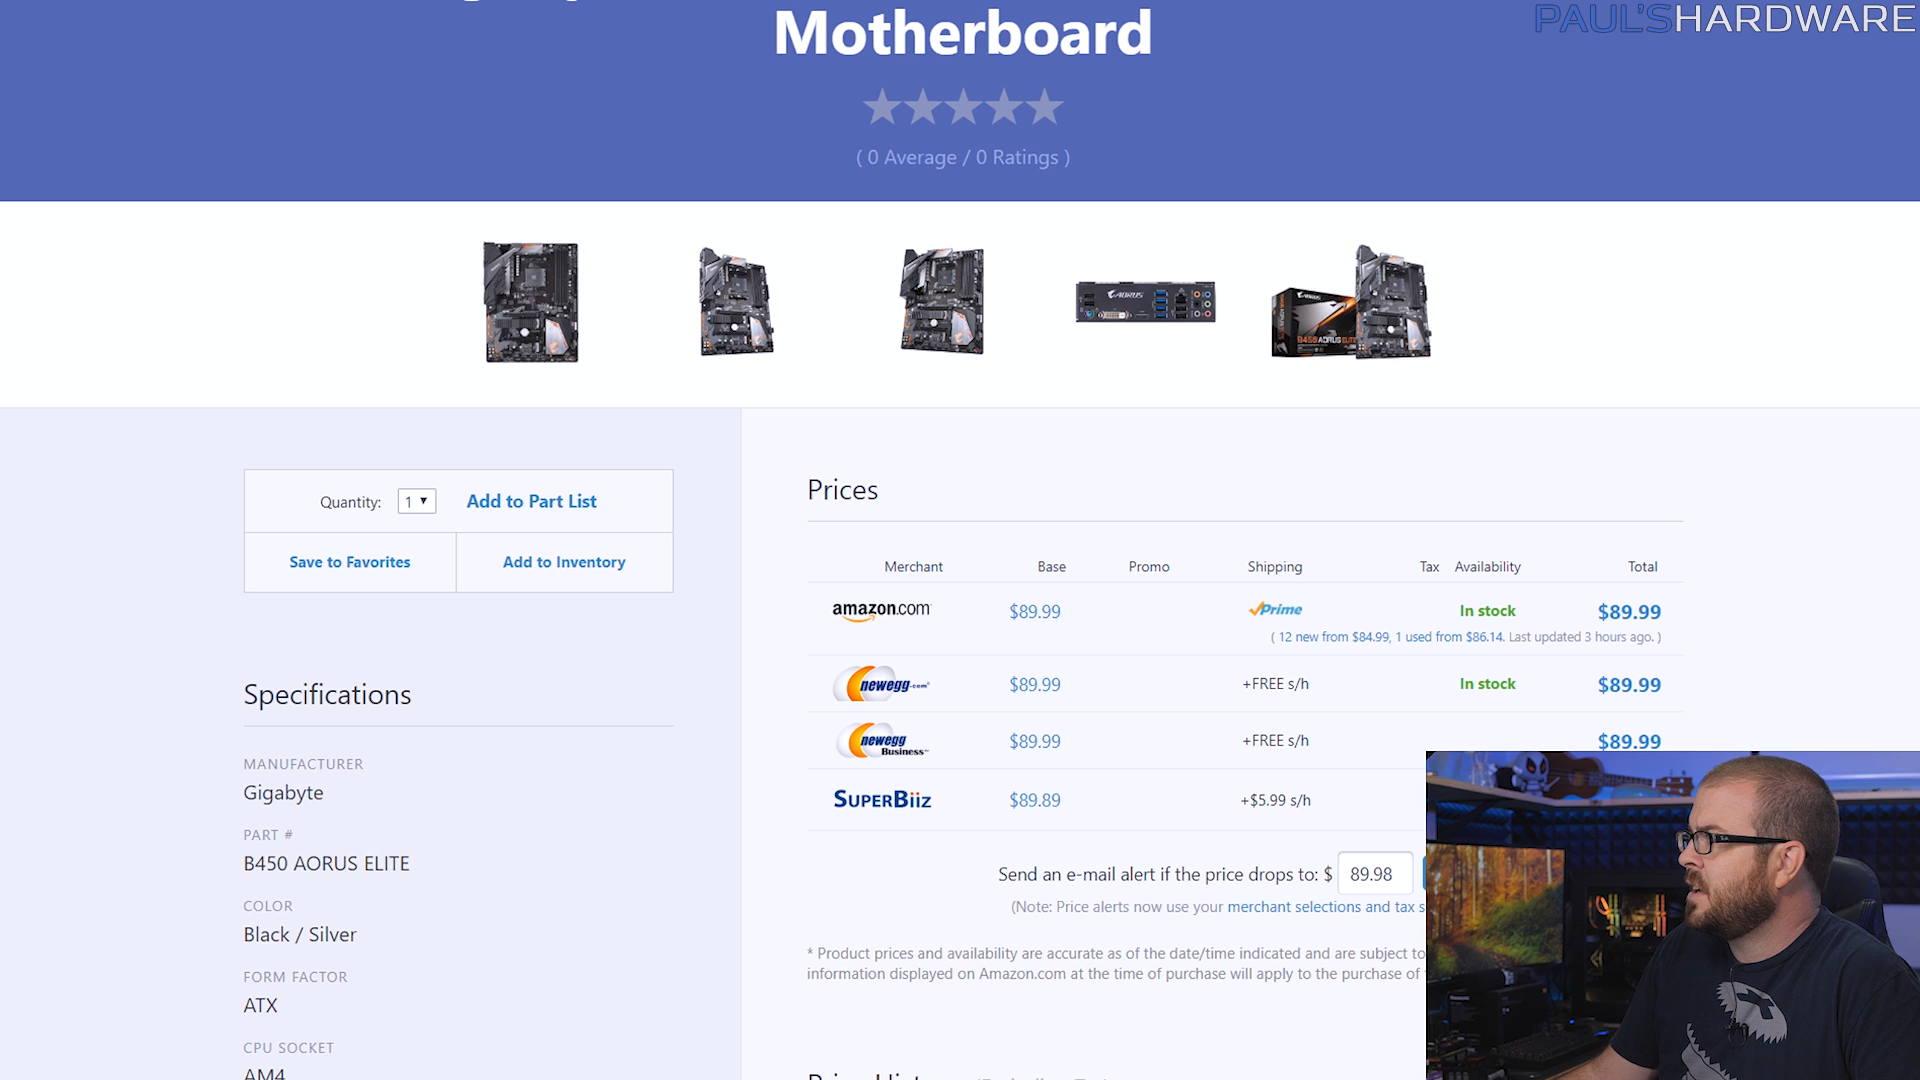 PAUL'SHARDWARE
Motherboard
( 0 Average / 0 Ratings )
AORUS
AORUS
B450 AORUS ELITE
Quantity: 1 Add to Part List
Save to Favorites Add to Inventory
Specifications
MANUFACTURER
Gigabyte
PART #
B450 AORUS ELITE
COLOR
Black / Silver
FORM FACTOR
ATX
CPU SOCKET
AM4
Prices
Merchant Base Promo Shipping Tax Availability Total
amazon.com $89.99 Prime In stock $89.99
( 12 new from $84.99, 1 used from $86.14. Last updated 3 hours ago. )
newegg.com $89.99 +FREE s/h In stock $89.99
newegg Business $89.99 +FREE s/h $89.99
SUPERBiiz $89.89 +$5.99 s/h
Send an e-mail alert if the price drops to: $ 89.98
(Note: Price alerts now use your merchant selections and tax s
* Product prices and availability are accurate as of the date/time indicated and are subject to
information displayed on Amazon.com at the time of purchase will apply to the purchase of